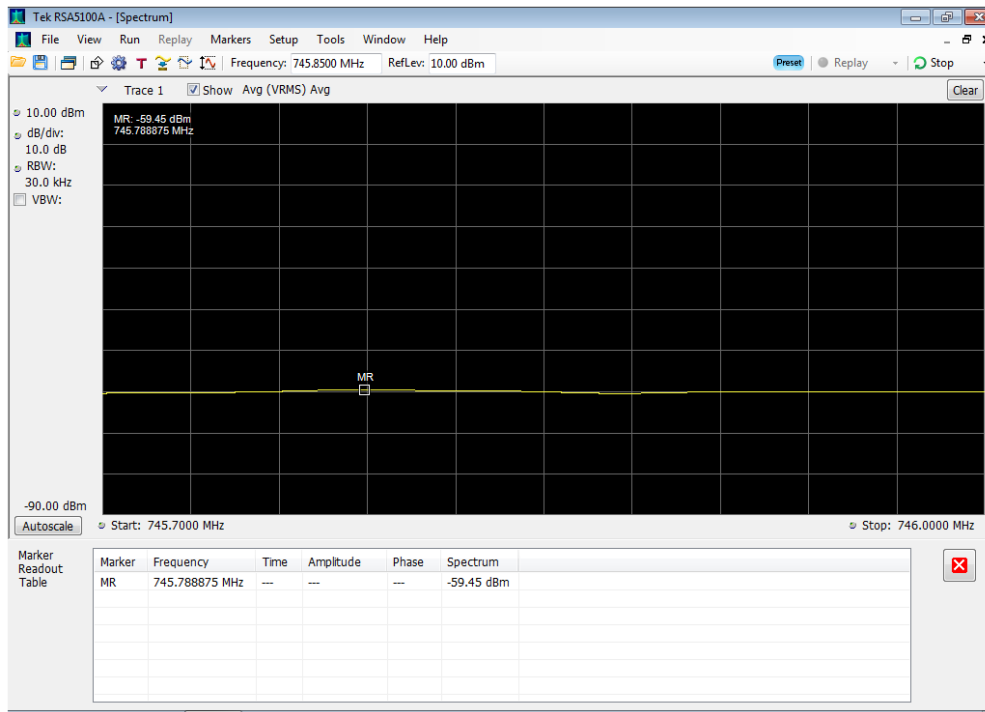 Tek RSA5100A - [Spectrum]
File View Run Replay Markers Setup Tools Window Help
T Frequency: 745.8500 MHz RefLev: 10.00 dBm Preset Replay Stop
Trace 1 Show Avg (VRMS) Avg Clear
10.00 dBm
dB/div:
10.0 dB
RBW:
30.0 kHz
VBW:
MR: -59.45 dBm
745.788875 MHz
MR
-90.00 dBm
Autoscale Start: 745.7000 MHz Stop: 746.0000 MHz
Marker
Readout
Table
Marker Frequency Time Amplitude Phase Spectrum
MR 745.788875 MHz --- --- --- -59.45 dBm